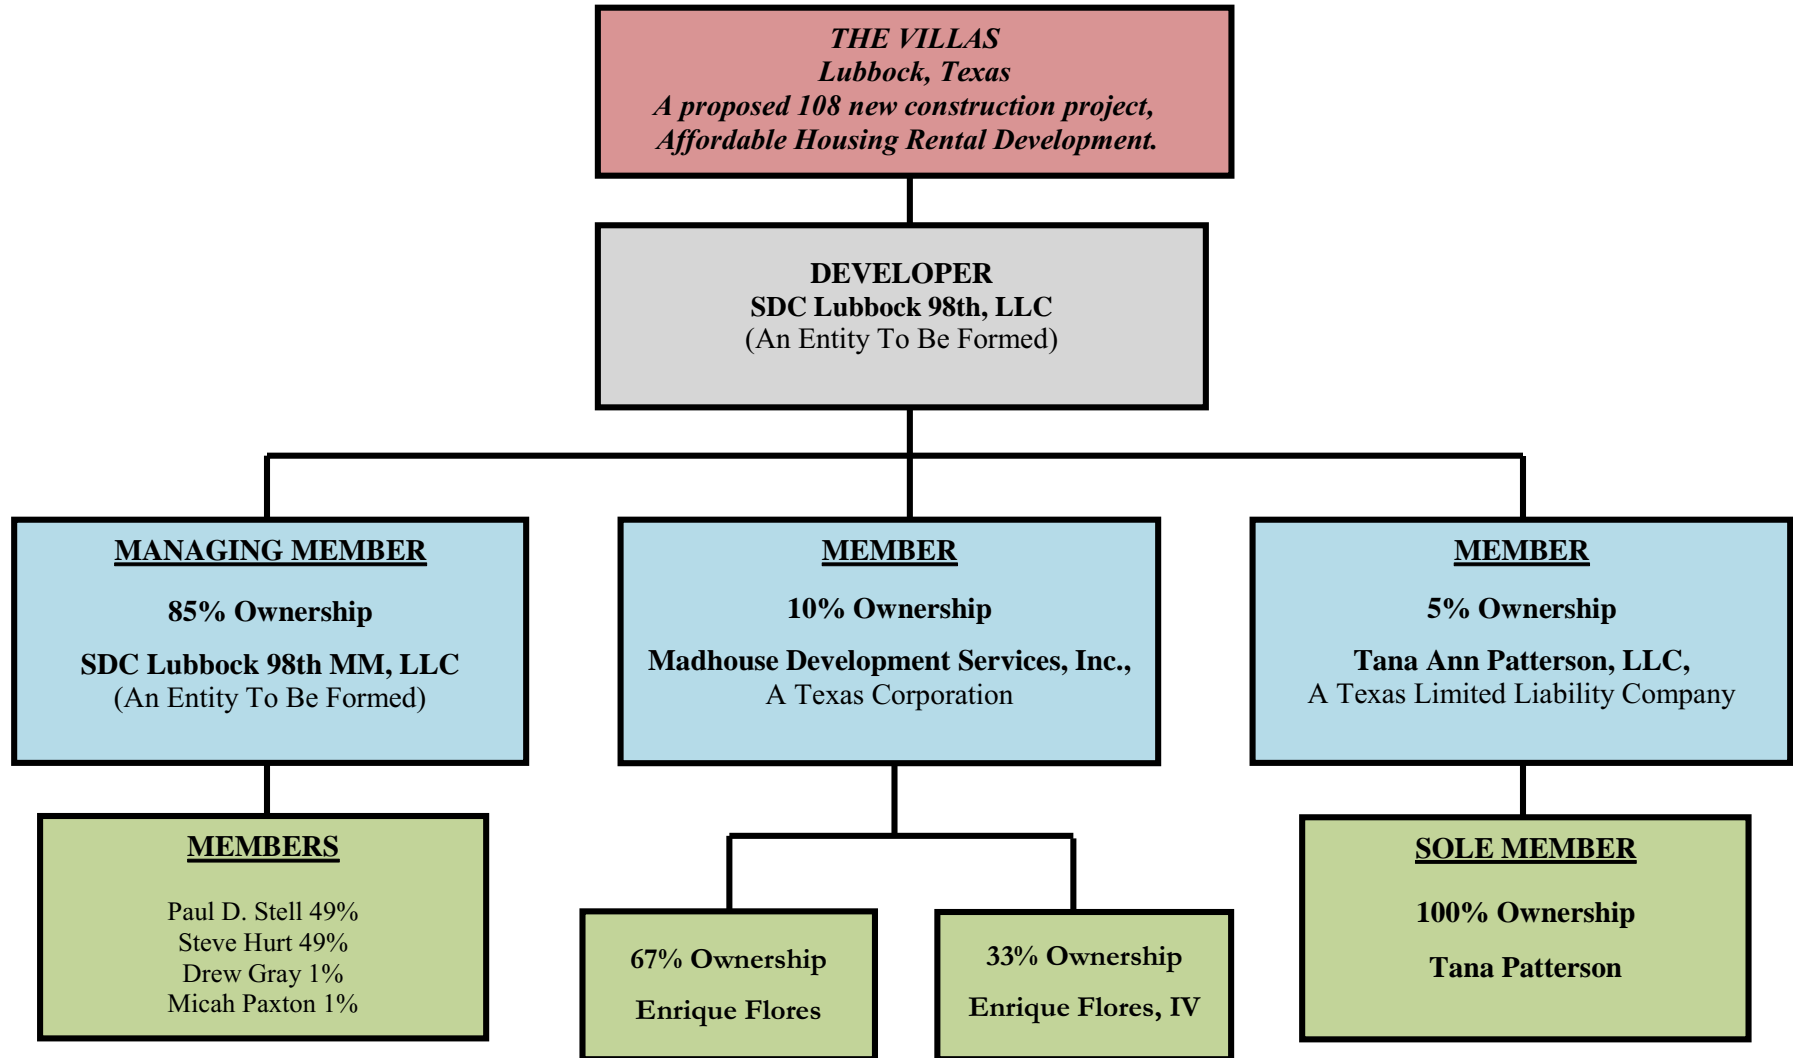 THE VILLAS
Lubbock, Texas
A proposed 108 new construction project,
Affordable Housing Rental Development.
DEVELOPER
SDC Lubbock 98th, LLC
(An Entity To Be Formed)
MANAGING MEMBER
85% Ownership
SDC Lubbock 98th MM, LLC
(An Entity To Be Formed)
MEMBER
10% Ownership
Madhouse Development Services, Inc.,
A Texas Corporation
MEMBER
5% Ownership
Tana Ann Patterson, LLC,
A Texas Limited Liability Company
MEMBERS
Paul D. Stell 49%
Steve Hurt 49%
Drew Gray 1%
Micah Paxton 1%
67% Ownership
Enrique Flores
33% Ownership
Enrique Flores, IV
SOLE MEMBER
100% Ownership
Tana Patterson